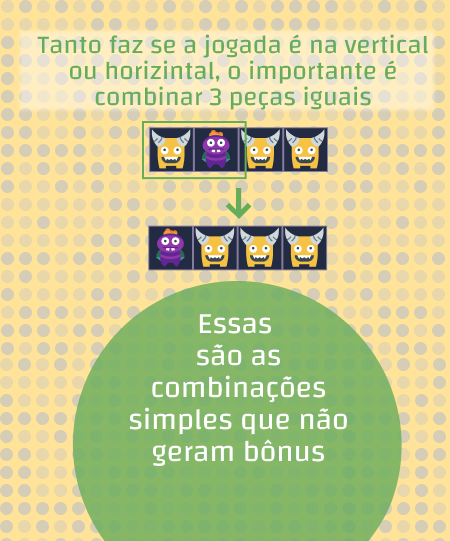 Tanto faz se a jogada é na vertical
ou horizintal, o importante é
combinar 3 peças iguais
Essas
são as
combinações
simples que não
geram bônus